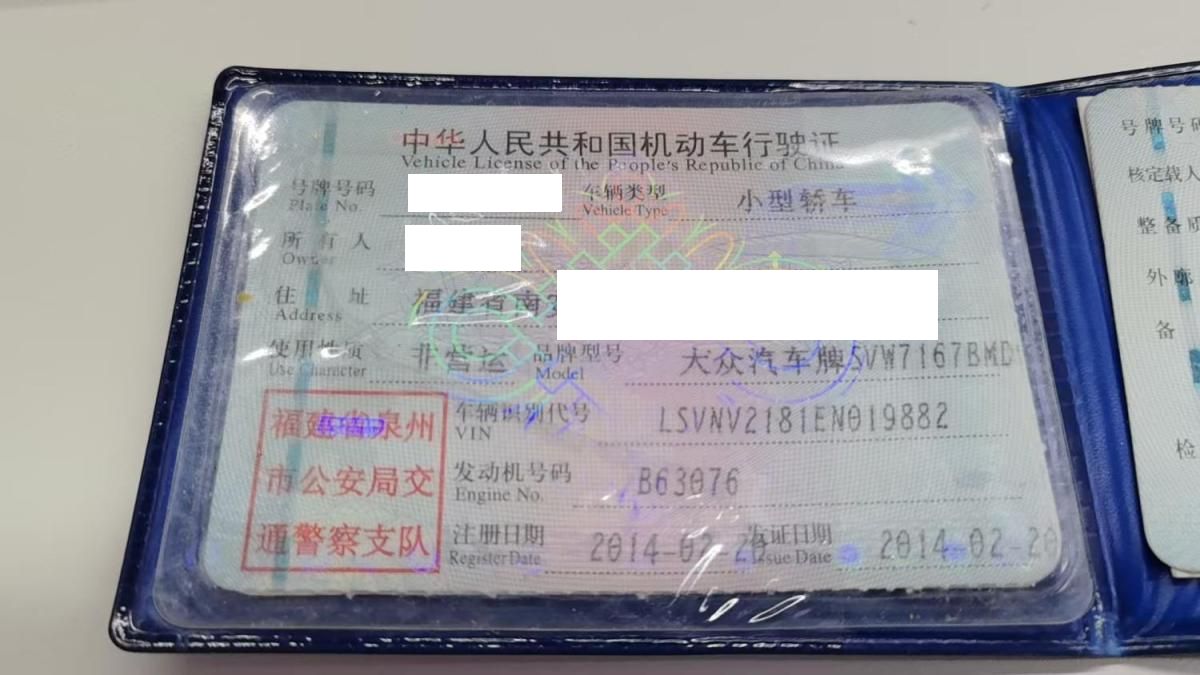 中华人民共和国机动车行驶证
Vehicle License of the People's Republic of China
号牌号码 车辆类型 小型轿车
Plate No. Vehicle Type
所有人
Owner
住址 福建省南
Address
使用性质 非营运 品牌型号 大众汽车牌SVW7167BMD
Use Character Model
福建省泉州
市公安局交
通警察支队
车辆识别代号 LSVNV2181EN019882
VIN
发动机号码 B63076
Engine No.
注册日期 2014-02-20 发证日期 2014-02-20
Register Date Issue Date
号牌号码
核定载人
整备质
外廓
备
检